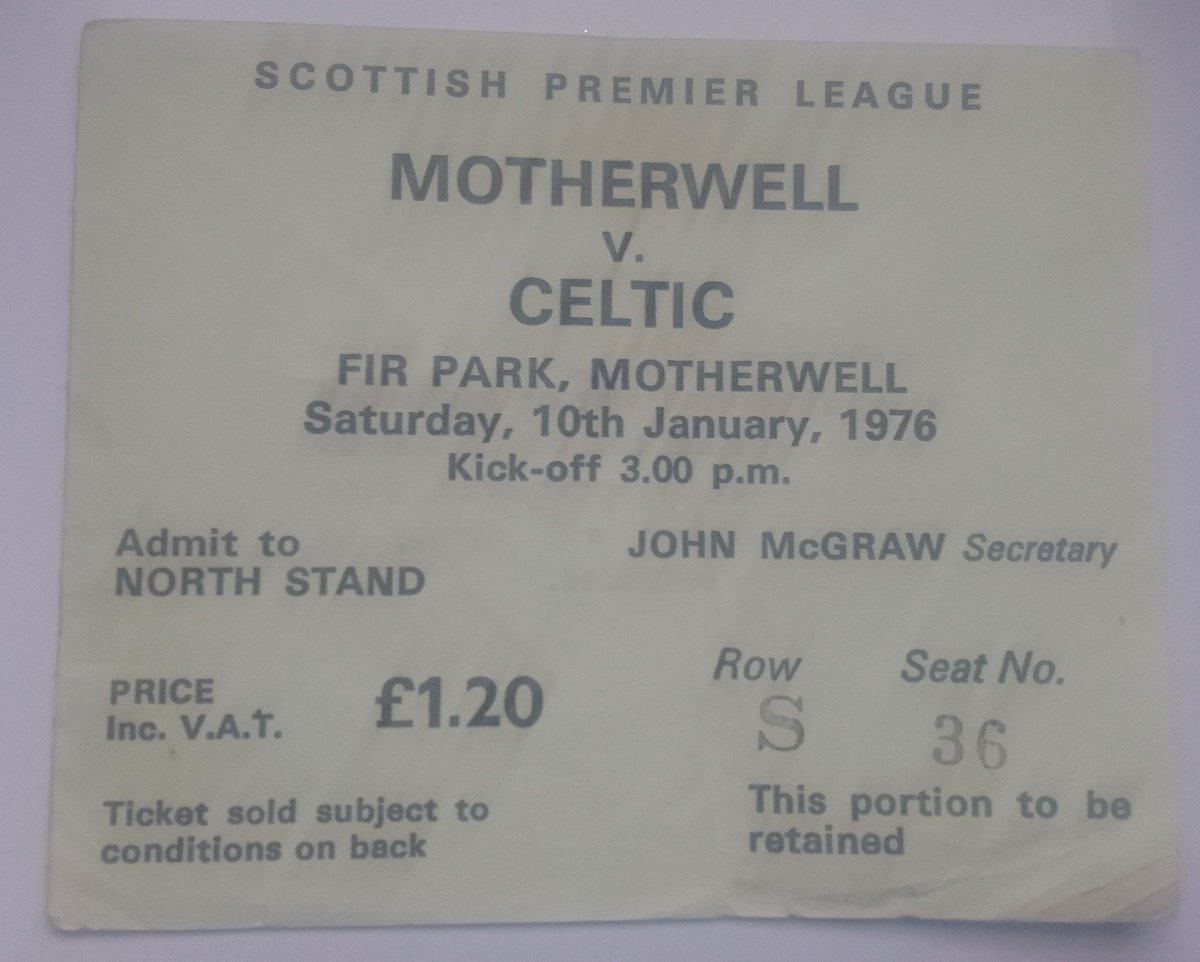 SCOTTISH PREMIER LEAGUE
MOTHERWELL
V.
CELTIC
FIR PARK, MOTHERWELL
Saturday, 10th January, 1976
Kick-off 3.00 p.m.
Admit to
NORTH STAND
JOHN McGRAW Secretary
PRICE
Inc. V.A.T.
£1.20
Row
S
Seat No.
36
Ticket sold subject to
conditions on back
This portion to be
retained